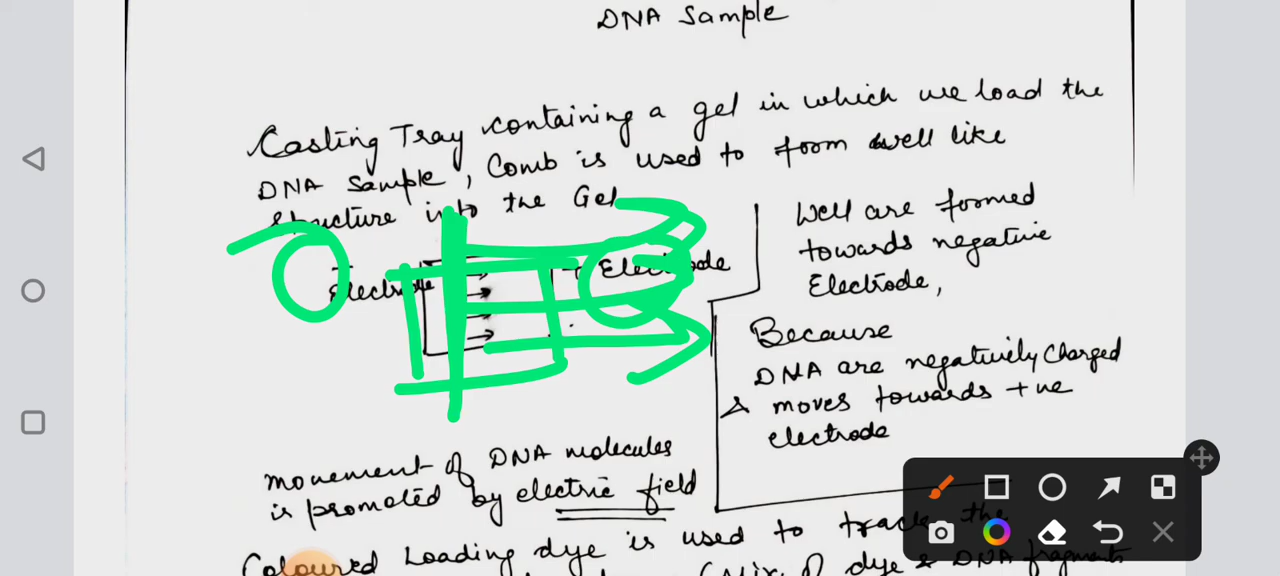 DNA Sample
Casting Tray containing a gel in which we load the
DNA sample, Comb is used to form well like
structure into the Gel
Electrode
+ Electrode
Well are formed
towards negative
Electrode,
Because
DNA are negatively charged
& moves towards +ve
electrode
movement of DNA molecules
is promoted by electric field
Coloured Loading dye is used to track the
dye & DNA fragments